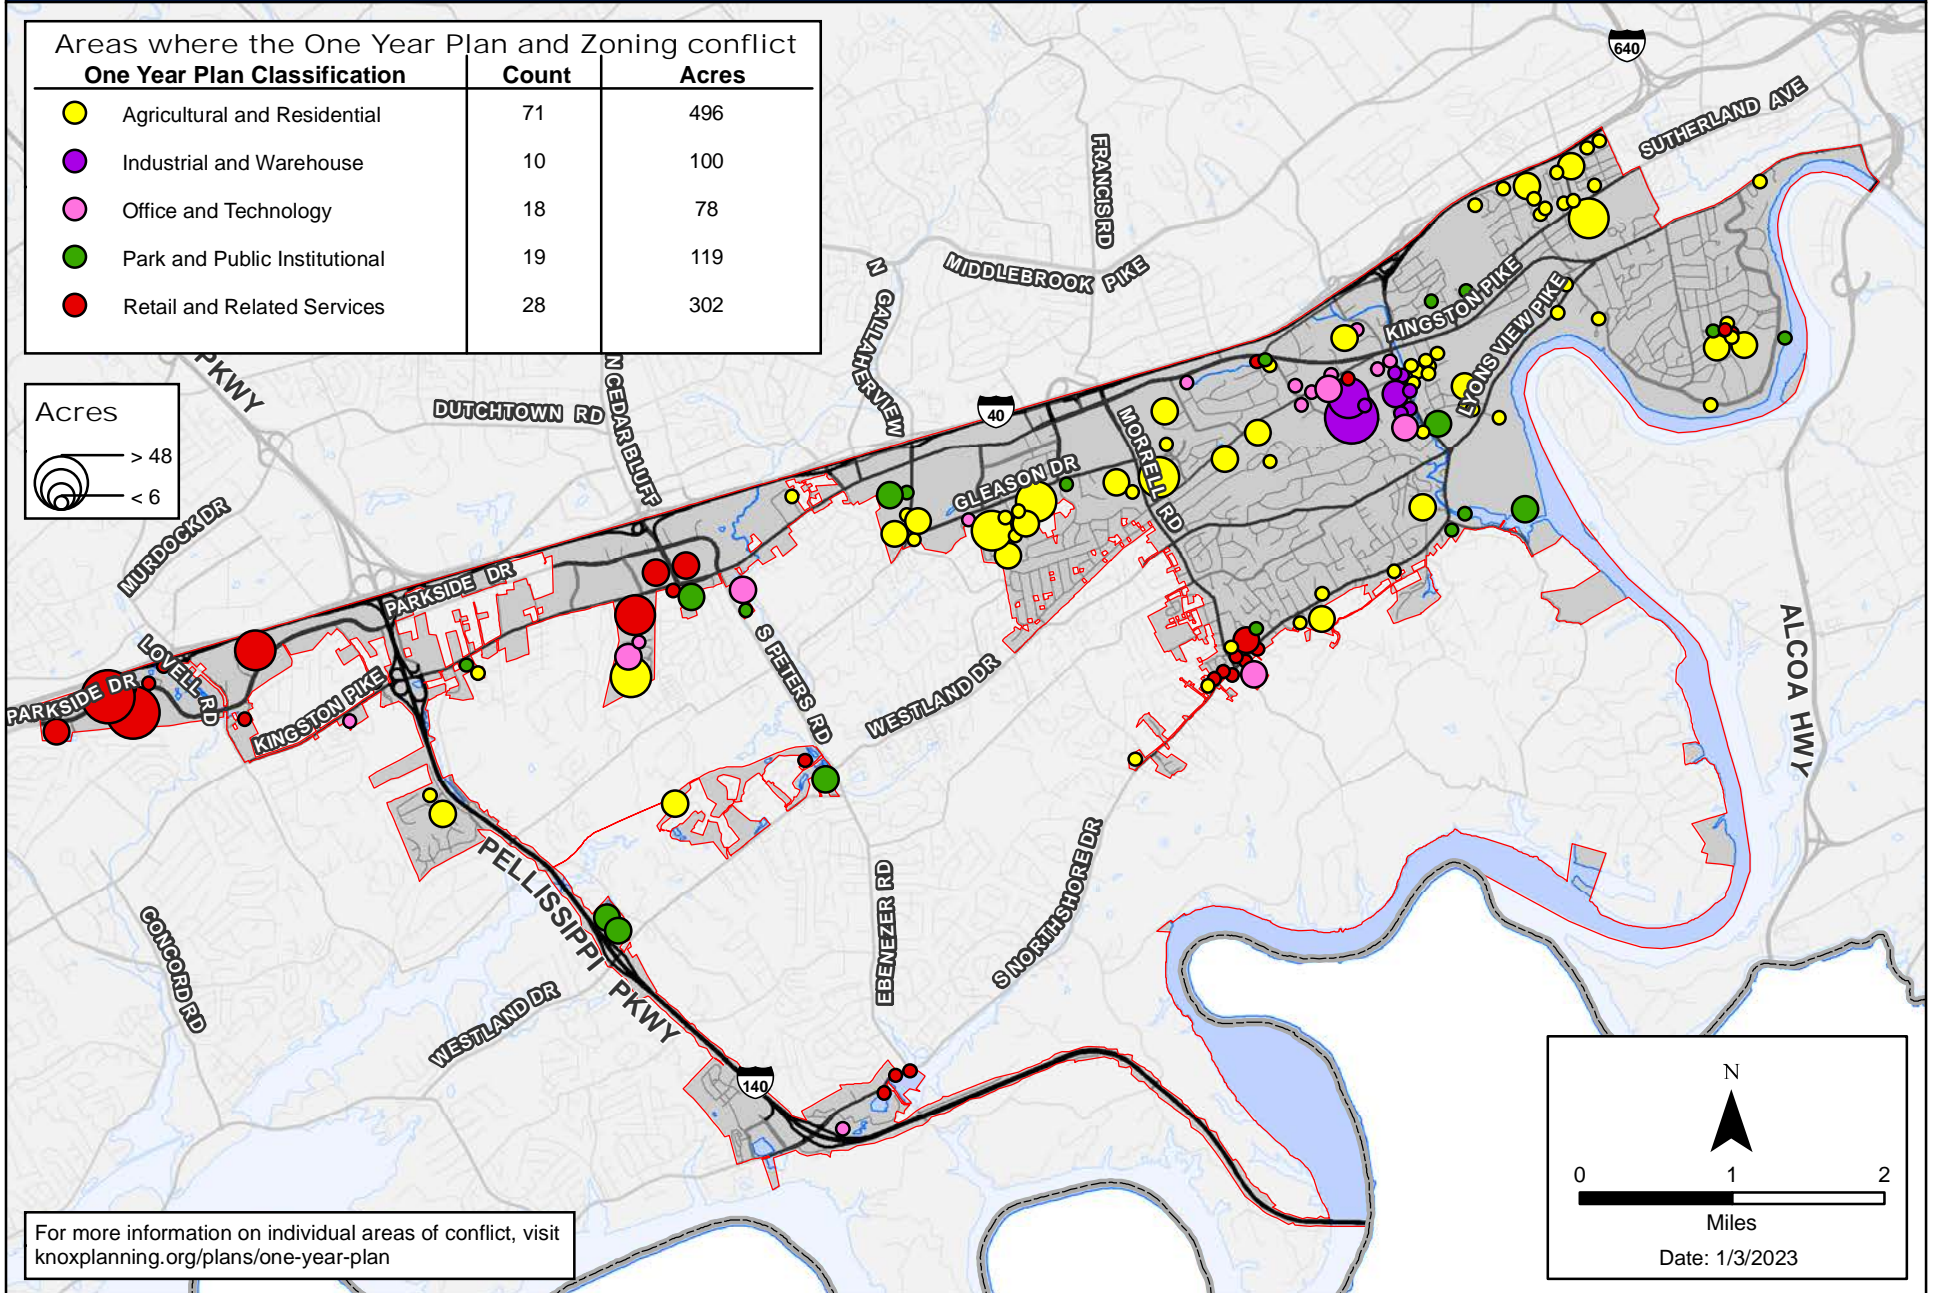 Areas where the One Year Plan and Zoning conflict
One Year Plan Classification Count Acres
Agricultural and Residential 71 496
Industrial and Warehouse 10 100
Office and Technology 18 78
Park and Public Institutional 19 119
Retail and Related Services 28 302
Acres
> 48
< 6
640
SUTHERLAND AVE
FRANCIS RD
MIDDLEBROOK PIKE
N GALLAHERVIEW
KINGSTON PIKE
LYONS VIEW PIKE
PKWY
DUTCHTOWN RD
N CEDAR BLUFF
40
MORRELL RD
GLEASON DR
MURDOCK DR
PARKSIDE DR
LOVELL RD
PARKSIDE DR
KINGSTON PIKE
S PETERS RD
WESTLAND DR
ALCOA HWY
PELLISSIPPI PKWY
EBENEZER RD
S NORTHSHORE DR
CONCORD RD
WESTLAND DR
140
N
0 1 2
Miles
Date: 1/3/2023
For more information on individual areas of conflict, visit
knoxplanning.org/plans/one-year-plan